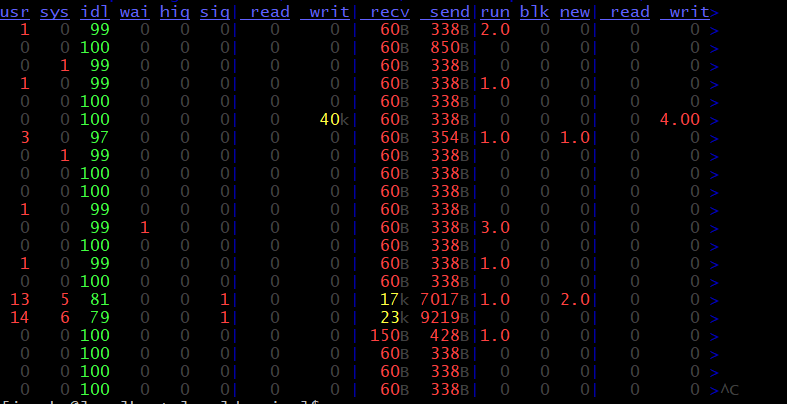 usr sys idl wai hiq siq| read writ| recv send|run blk new| read writ>
1 0 99 0 0 0| 0 0 | 60B 338B|2.0 0 0| 0 0 >
0 0 100 0 0 0| 0 0 | 60B 850B| 0 0 0| 0 0 >
0 1 99 0 0 0| 0 0 | 60B 338B| 0 0 0| 0 0 >
1 0 99 0 0 0| 0 0 | 60B 338B|1.0 0 0| 0 0 >
0 0 100 0 0 0| 0 0 | 60B 338B| 0 0 0| 0 0 >
0 0 100 0 0 0| 0 40k| 60B 338B| 0 0 0| 0 4.00 >
3 0 97 0 0 0| 0 0 | 60B 354B|1.0 0 1.0| 0 0 >
0 1 99 0 0 0| 0 0 | 60B 338B| 0 0 0| 0 0 >
0 0 100 0 0 0| 0 0 | 60B 338B| 0 0 0| 0 0 >
0 0 100 0 0 0| 0 0 | 60B 338B| 0 0 0| 0 0 >
1 0 99 0 0 0| 0 0 | 60B 338B| 0 0 0| 0 0 >
0 0 99 1 0 0| 0 0 | 60B 338B|3.0 0 0| 0 0 >
0 0 100 0 0 0| 0 0 | 60B 338B| 0 0 0| 0 0 >
1 0 99 0 0 0| 0 0 | 60B 338B|1.0 0 0| 0 0 >
0 0 100 0 0 0| 0 0 | 60B 338B| 0 0 0| 0 0 >
13 5 81 0 0 1| 0 0 | 17k 7017B|1.0 0 2.0| 0 0 >
14 6 79 0 0 1| 0 0 | 23k 9219B| 0 0 0| 0 0 >
0 0 100 0 0 0| 0 0 | 150B 428B|1.0 0 0| 0 0 >
0 0 100 0 0 0| 0 0 | 60B 338B| 0 0 0| 0 0 >
0 0 100 0 0 0| 0 0 | 60B 338B| 0 0 0| 0 0 >
0 0 100 0 0 0| 0 0 | 60B 338B| 0 0 0| 0 0 >^C